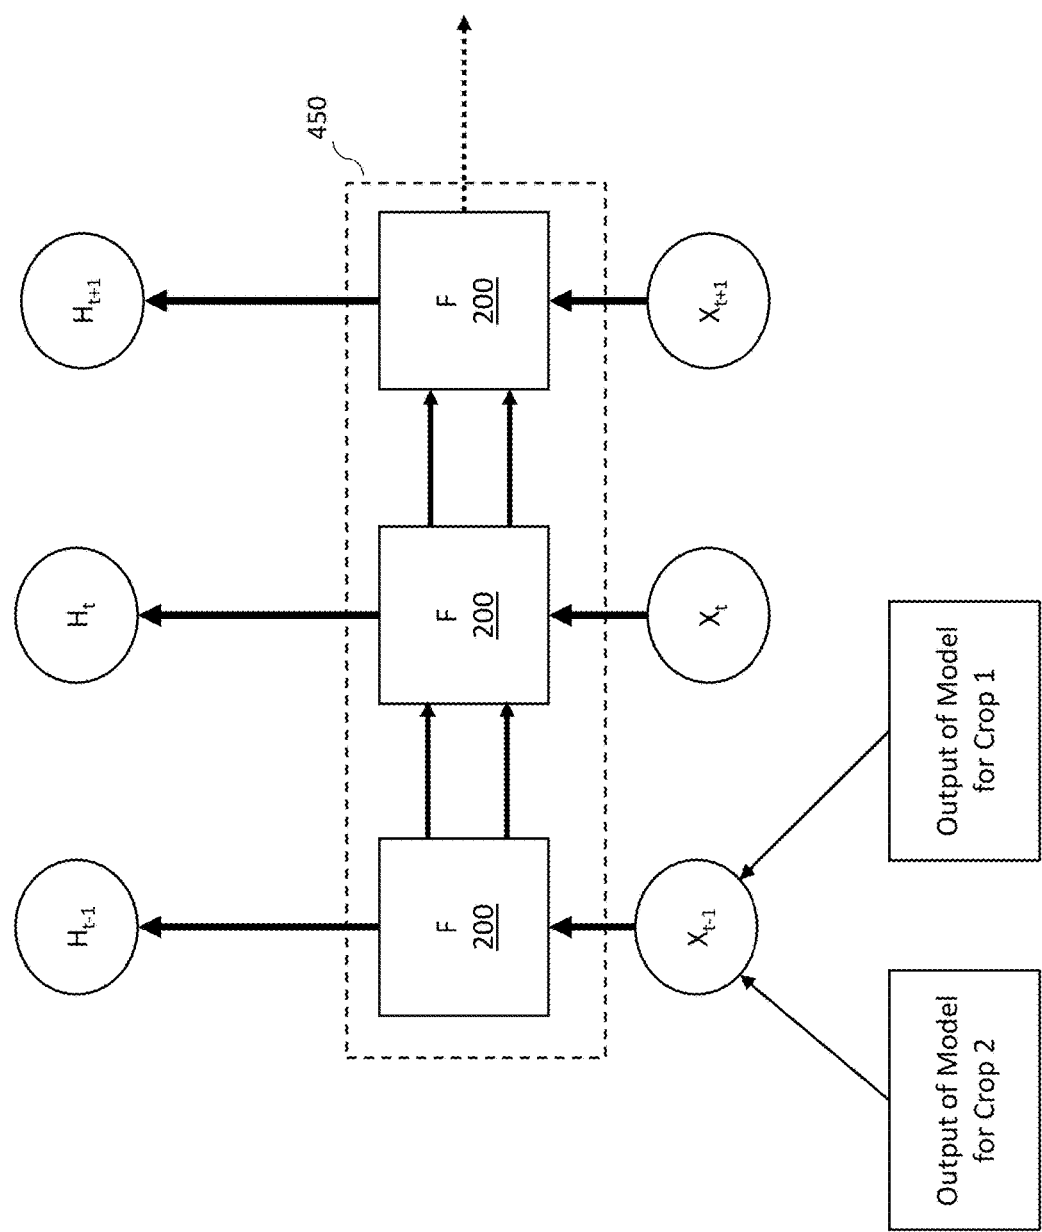 450
H_{t-1}
H_t
H_{t+1}
F
200
F
200
F
200
X_{t-1}
X_t
X_{t+1}
Output of Model
for Crop 2
Output of Model
for Crop 1